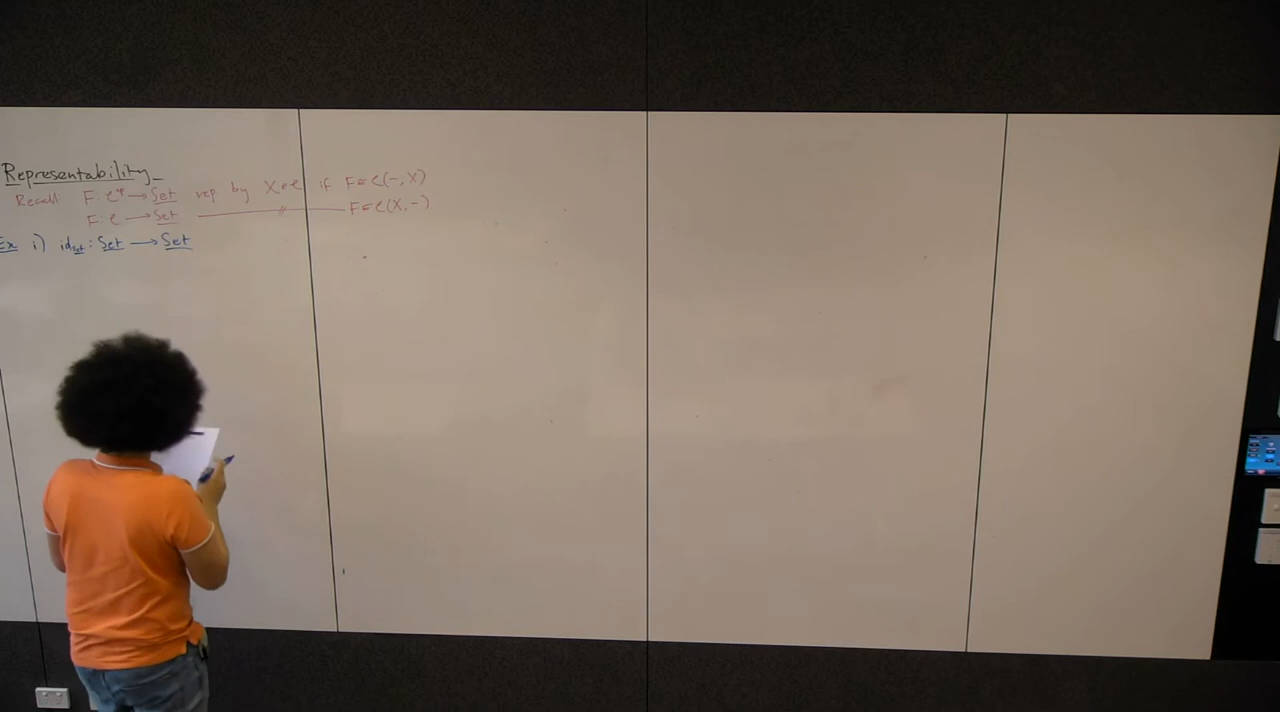 Representability
Recall: F: C^op → Set rep by X∈C if F≅C(-,X)
F: C → Set ——〃—— F≅C(X,-)
Ex i) id_Set : Set → Set